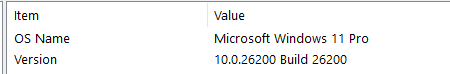 Item Value
OS Name Microsoft Windows 11 Pro
Version 10.0.26200 Build 26200